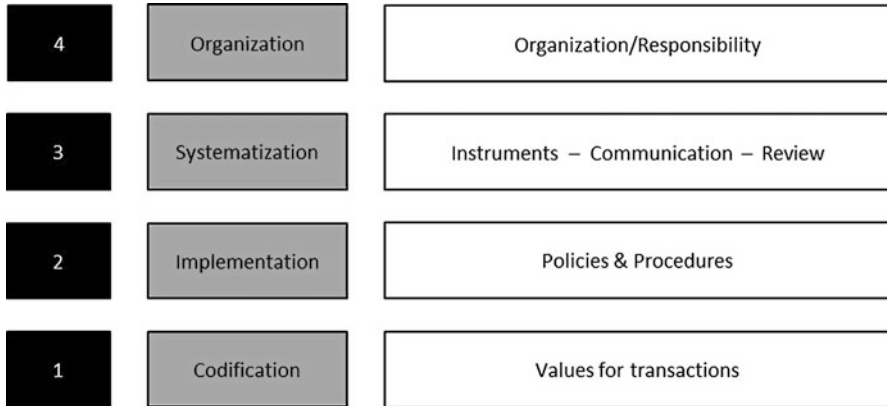 4 Organization Organization/Responsibility
3 Systematization Instruments – Communication – Review
2 Implementation Policies & Procedures
1 Codification Values for transactions